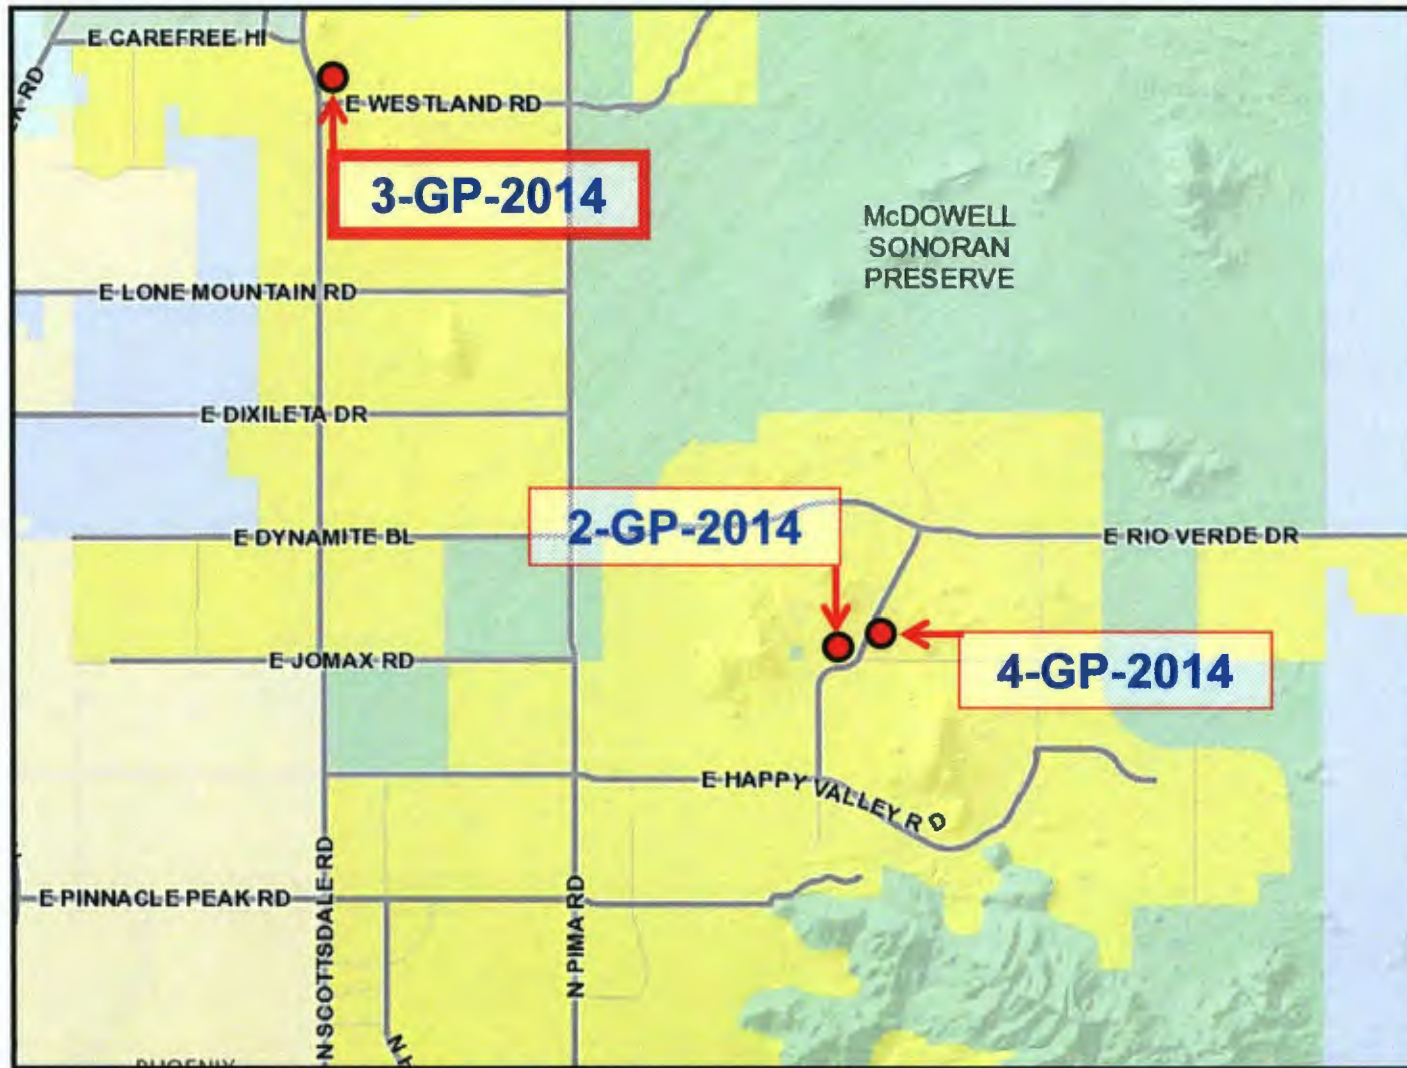 E CAREFREE HI
E WESTLAND RD
3-GP-2014
McDOWELL
SONORAN
PRESERVE
E LONE MOUNTAIN RD
E DIXILETA DR
2-GP-2014
E DYNAMITE BL
E RIO VERDE DR
E JOMAX RD
4-GP-2014
E HAPPY VALLEY RD
E PINNACLE PEAK RD
N SCOTTSDALE RD
N PIMA RD